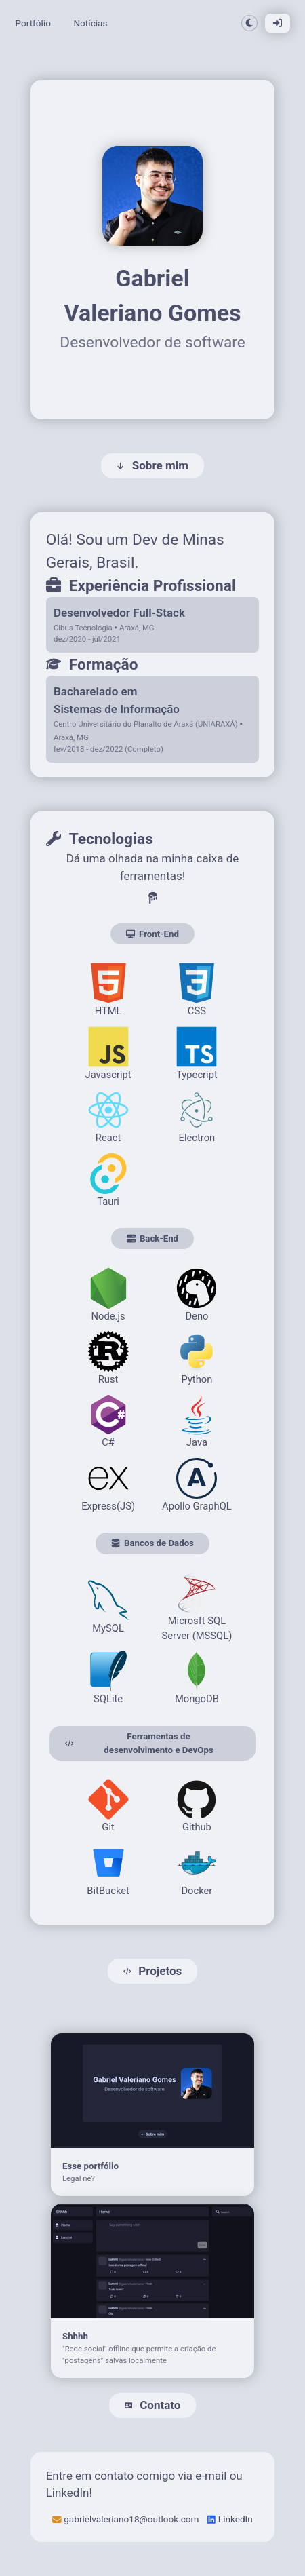 Portfólio Notícias
Gabriel
Valeriano Gomes
Desenvolvedor de software
Sobre mim
Olá! Sou um Dev de Minas
Gerais, Brasil.
Experiência Profissional
Desenvolvedor Full-Stack
Cibus Tecnologia • Araxá, MG
dez/2020 - jul/2021
Formação
Bacharelado em
Sistemas de Informação
Centro Universitário do Planalto de Araxá (UNIARAXÁ) •
Araxá, MG
fev/2018 - dez/2022 (Completo)
Tecnologias
Dá uma olhada na minha caixa de
ferramentas!
Front-End
HTML CSS
JS TS
Javascript Typecript
React Electron
Tauri
Back-End
Node.js Deno
Rust Python
C# Java
ex
Express(JS) Apollo GraphQL
Bancos de Dados
MySQL Microsft SQL
Server (MSSQL)
SQLite MongoDB
Ferramentas de
desenvolvimento e DevOps
Git Github
BitBucket Docker
Projetos
Gabriel Valeriano Gomes
Desenvolvedor de software
Sobre mim
Esse portfólio
Legal né?
Home
Shhhh
"Rede social" offline que permite a criação de
"postagens" salvas localmente
Contato
Entre em contato comigo via e-mail ou
LinkedIn!
gabrielvaleriano18@outlook.com LinkedIn